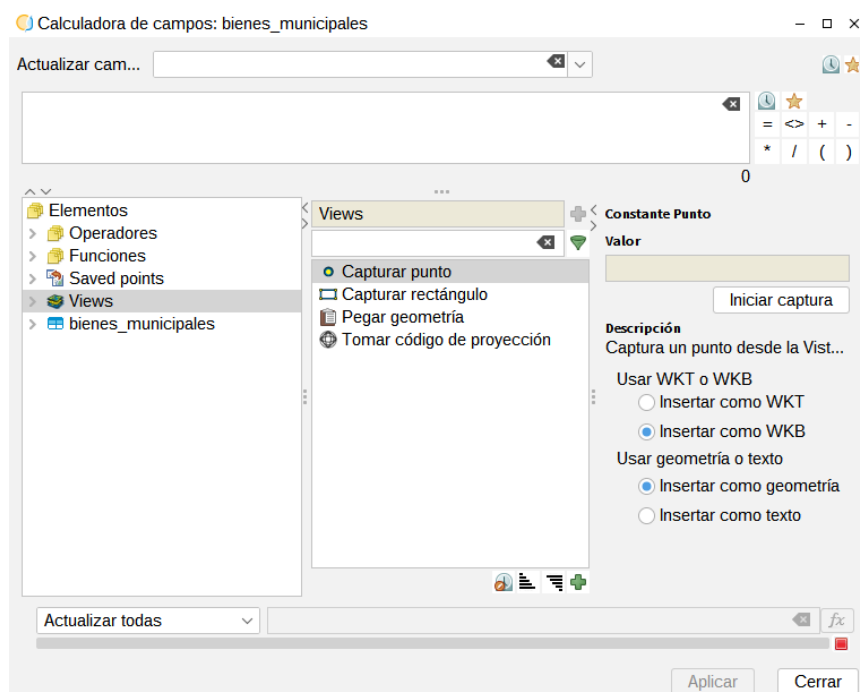 Calculadora de campos: bienes_municipales
Actualizar cam...
= <> + -
* / ( )
0
Elementos
Operadores
Funciones
Saved points
Views
bienes_municipales
Views
Capturar punto
Capturar rectángulo
Pegar geometría
Tomar código de proyección
Constante Punto
Valor
Iniciar captura
Descripción
Captura un punto desde la Vist...
Usar WKT o WKB
Insertar como WKT
Insertar como WKB
Usar geometría o texto
Insertar como geometría
Insertar como texto
Actualizar todas
fx
Aplicar
Cerrar